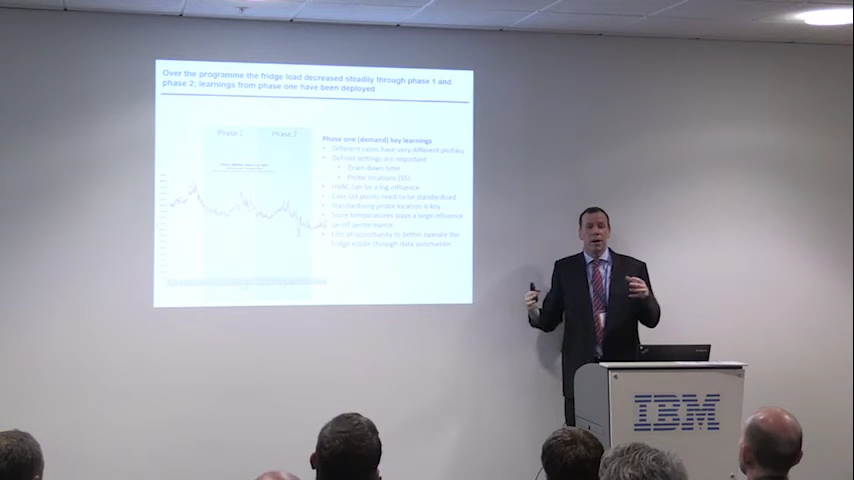 Over the programme the fridge load decreased steadily through phase 1 and
phase 2; learnings from phase one have been deployed
Phase 1
Phase 2
Phase one (demand) key learnings
Different cases have very different profiles
Defrost settings are important
Drain down timer
Probe locations (SS)
HVAC can be a big influence
Case set points need to be standardised
Standardising probe location is key
Store temperatures plays a large influence
on HT performance
Lots of opportunity to better operate the
fridge estate through data automation
IBM